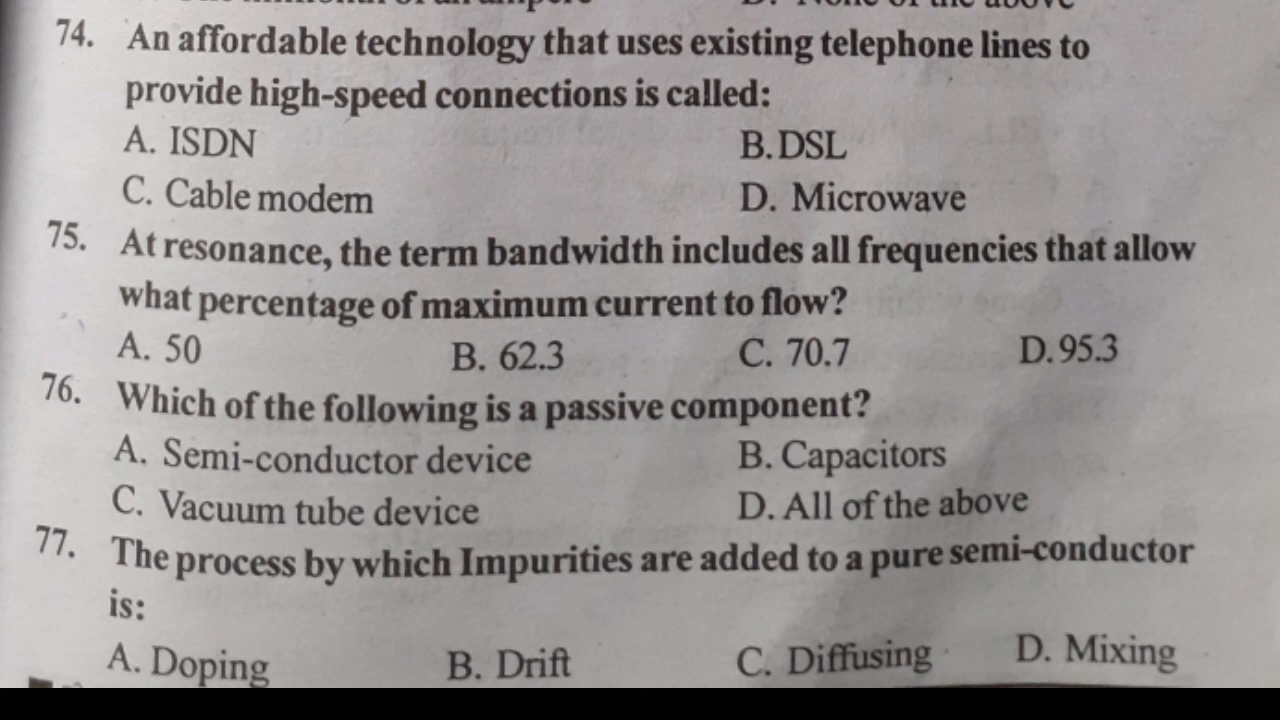 D. None of the above
74. An affordable technology that uses existing telephone lines to
provide high-speed connections is called:
A. ISDN B. DSL
C. Cable modem D. Microwave
75. At resonance, the term bandwidth includes all frequencies that allow
what percentage of maximum current to flow?
A. 50 B. 62.3 C. 70.7 D. 95.3
76. Which of the following is a passive component?
A. Semi-conductor device B. Capacitors
C. Vacuum tube device D. All of the above
77. The process by which Impurities are added to a pure semi-conductor
is:
A. Doping B. Drift C. Diffusing D. Mixing